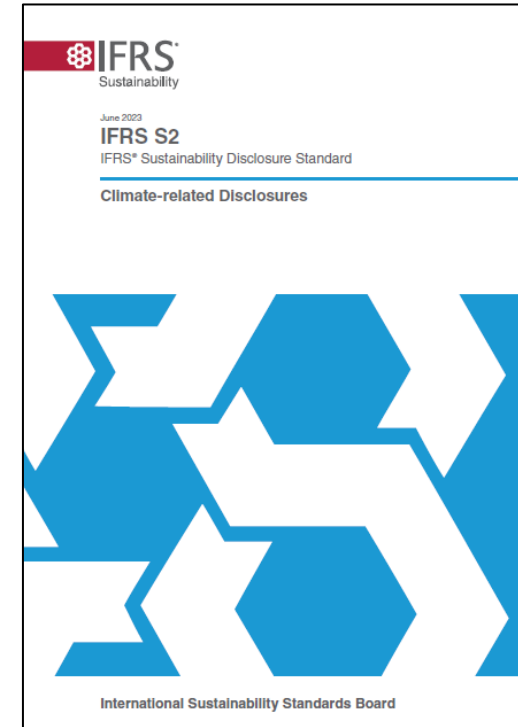 IFRS®
Sustainability
June 2023
IFRS S2
IFRS® Sustainability Disclosure Standard
Climate-related Disclosures
International Sustainability Standards Board